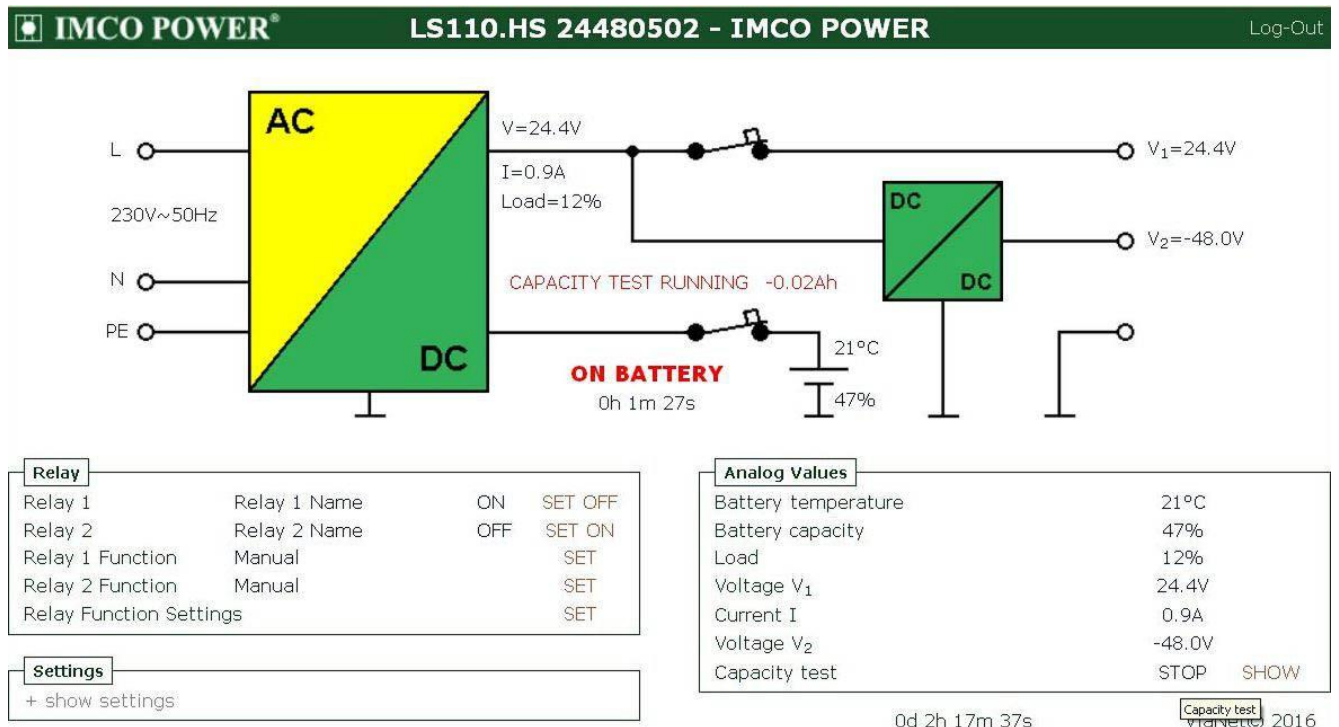 IMCO POWER® LS110.HS 24480502 - IMCO POWER Log-Out
AC
V=24.4V
L
V₁=24.4V
I=0.9A
Load=12%
DC
230V~50Hz
V₂=-48.0V
N
CAPACITY TEST RUNNING -0.02Ah
DC
PE
DC
21°C
ON BATTERY
0h 1m 27s
47%
Relay
Relay 1 Relay 1 Name ON SET OFF
Relay 2 Relay 2 Name OFF SET ON
Relay 1 Function Manual SET
Relay 2 Function Manual SET
Relay Function Settings SET
Settings
+ show settings
Analog Values
Battery temperature 21°C
Battery capacity 47%
Load 12%
Voltage V₁ 24.4V
Current I 0.9A
Voltage V₂ -48.0V
Capacity test STOP SHOW
Capacity test
0d 2h 17m 37s 2016